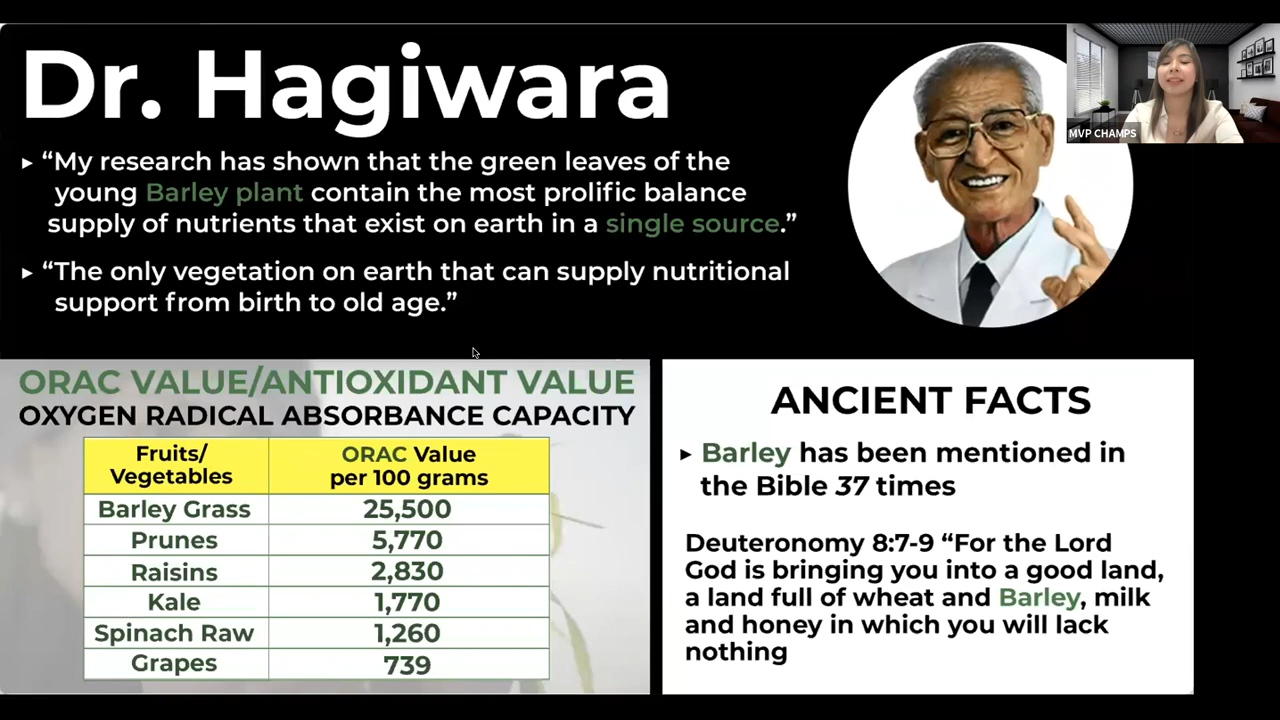 Dr. Hagiwara
MVP CHAMPS
▸ “My research has shown that the green leaves of the
young Barley plant contain the most prolific balance
supply of nutrients that exist on earth in a single source.”
▸ “The only vegetation on earth that can supply nutritional
support from birth to old age.”
ORAC VALUE/ANTIOXIDANT VALUE
OXYGEN RADICAL ABSORBANCE CAPACITY
Fruits/ ORAC Value
Vegetables per 100 grams
Barley Grass 25,500
Prunes 5,770
Raisins 2,830
Kale 1,770
Spinach Raw 1,260
Grapes 739
ANCIENT FACTS
▸ Barley has been mentioned in
the Bible 37 times
Deuteronomy 8:7-9 “For the Lord
God is bringing you into a good land,
a land full of wheat and Barley, milk
and honey in which you will lack
nothing